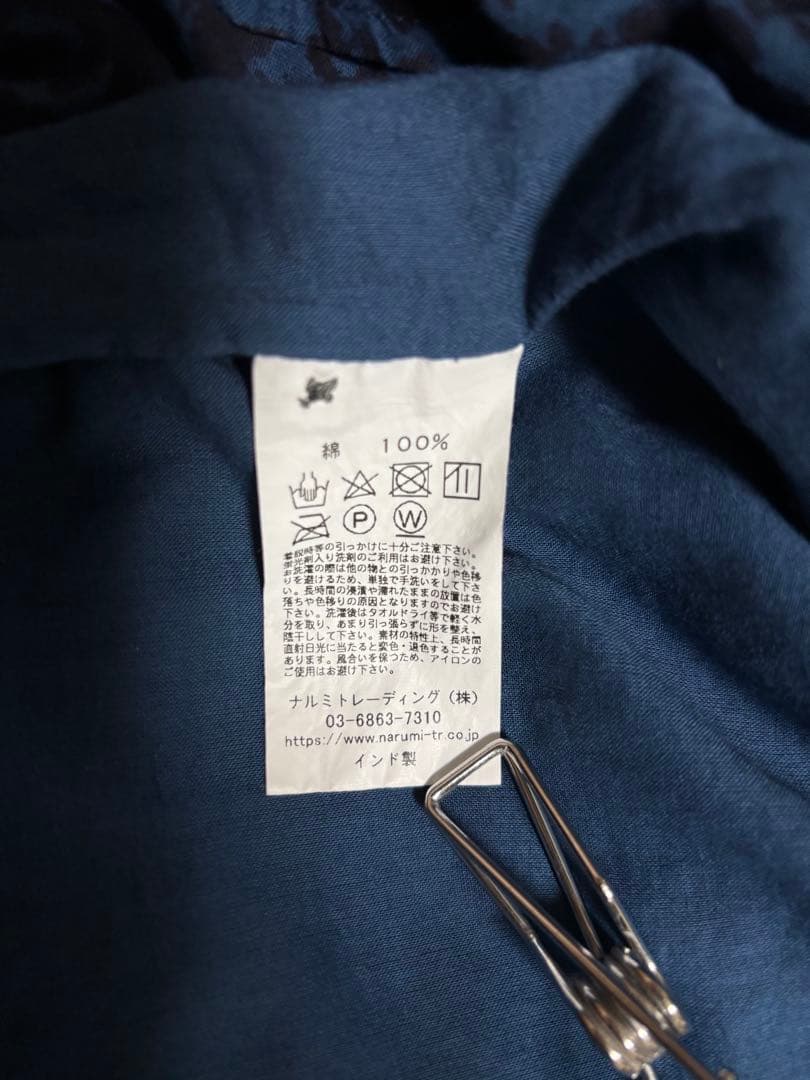 綿 100%
P W
着脱時等の引っかけに十分ご注意下さい。
蛍光剤入り洗剤のご利用はお避け下さい。
お洗濯の際は他の物との引っかかりや色移
りを避けるため、単独で手洗いをして下さ
い。長時間の浸漬や濡れたままの放置は色
落ちや色移りの原因となりますのでお避け
下さい。洗濯後はタオルドライ等で軽く水
分を取り、あまり引っ張らずに形を整え、
陰干しして下さい。素材の特性上、長時間
直射日光に当たると変色・退色することが
あります。風合いを保つため、アイロンの
ご使用はお避け下さい。
ナルミトレーディング(株)
03-6863-7310
https://www.narumi-tr.co.jp
インド製